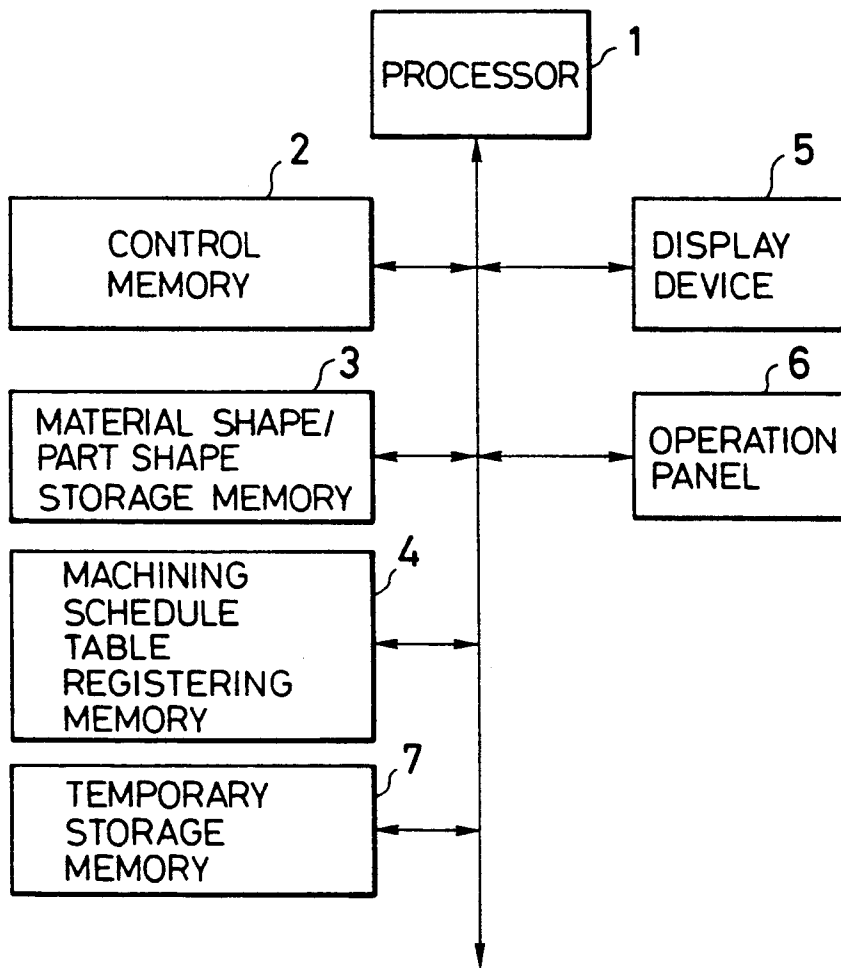 1
PROCESSOR
2
CONTROL
MEMORY
5
DISPLAY
DEVICE
3
MATERIAL SHAPE/
PART SHAPE
STORAGE MEMORY
6
OPERATION
PANEL
4
MACHINING
SCHEDULE
TABLE
REGISTERING
MEMORY
7
TEMPORARY
STORAGE
MEMORY